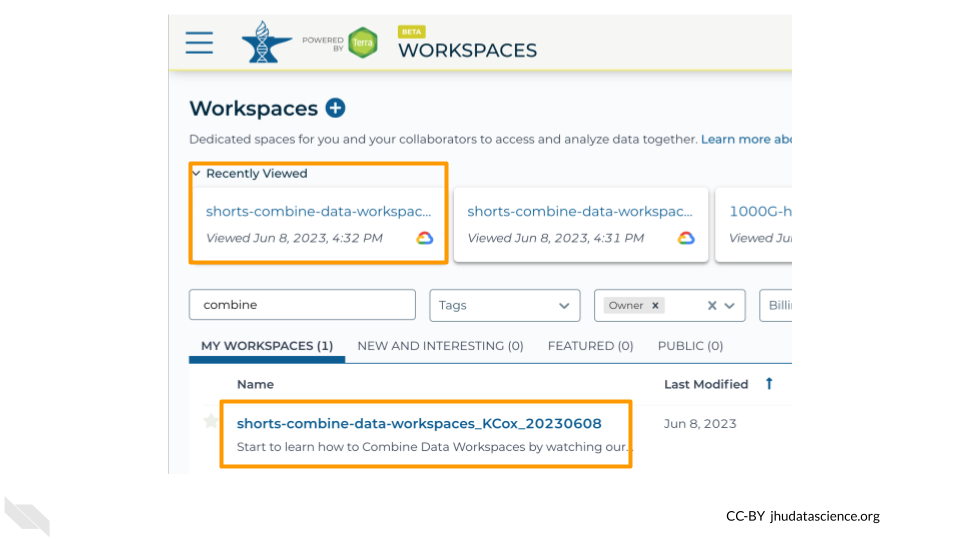 POWERED
BY
Terra
BETA
WORKSPACES
Workspaces
Dedicated spaces for you and your collaborators to access and analyze data together. Learn more abo
Recently Viewed
shorts-combine-data-workspac...
Viewed Jun 8, 2023, 4:32 PM
shorts-combine-data-workspac...
Viewed Jun 8, 2023, 4:31 PM
1000G-h
Viewed Ju
combine
Tags
Owner x
X
Billi
MY WORKSPACES (1) NEW AND INTERESTING (0) FEATURED (0) PUBLIC (0)
Name Last Modified
shorts-combine-data-workspaces_KCox_20230608 Jun 8, 2023
Start to learn how to Combine Data Workspaces by watching our...
CC-BY jhudatascience.org